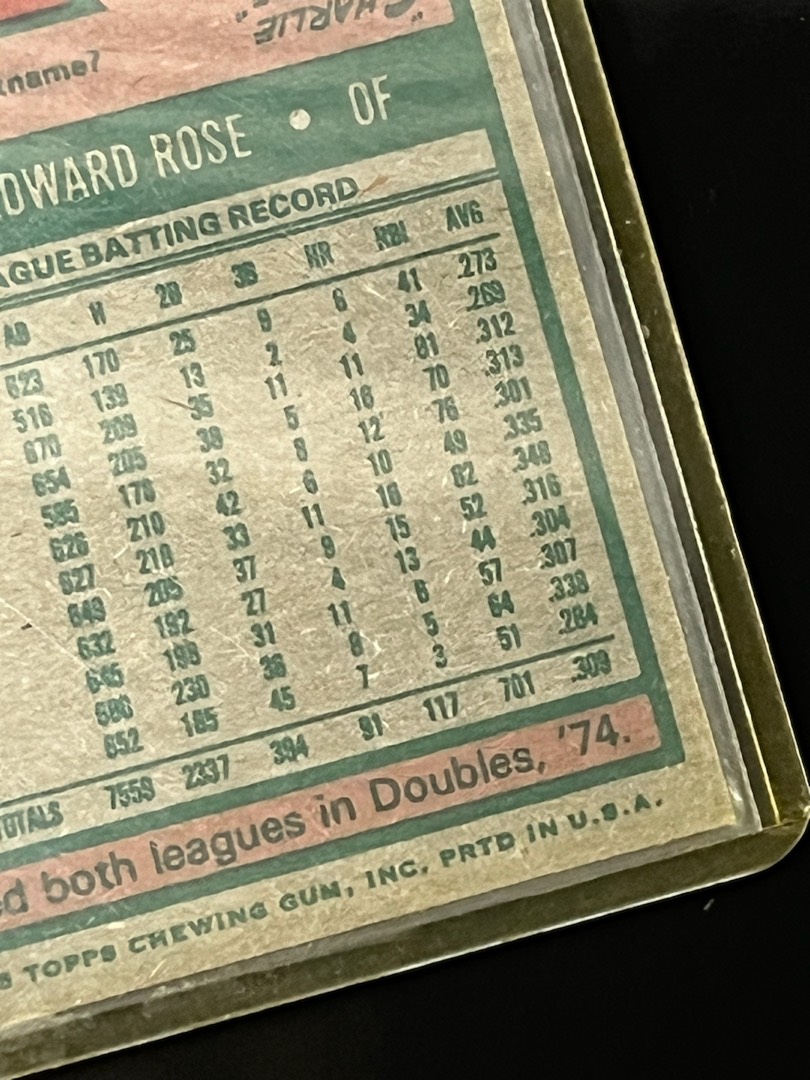 "CHARLIE"
tname?
DWARD ROSE • OF
AGUE BATTING RECORD
AB H 2B 3B HR RBI AVG
623 170 25 9 6 41 .273
516 139 13 2 4 34 .269
670 209 35 11 11 81 .312
654 205 38 5 16 70 .313
585 176 32 8 12 76 .301
626 210 42 6 10 49 .335
627 218 33 11 16 82 .348
649 205 37 9 15 52 .316
632 192 27 4 13 44 .304
645 198 31 11 6 57 .307
680 230 36 8 5 64 .338
652 185 45 7 3 51 .284
TOTALS 7559 2337 394 91 117 701 .309
d both leagues in Doubles, '74.
TOPPS CHEWING GUM, INC. PRTD IN U.S.A.